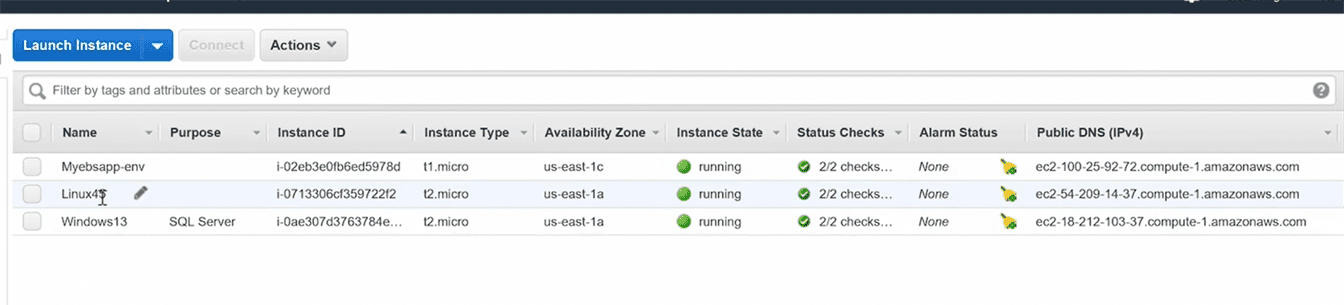 Launch Instance Connect Actions
Filter by tags and attributes or search by keyword
Name Purpose Instance ID Instance Type Availability Zone Instance State Status Checks Alarm Status Public DNS (IPv4)
Myebsapp-env i-02eb3e0fb6ed5978d t1.micro us-east-1c running 2/2 checks... None ec2-100-25-92-72.compute-1.amazonaws.com
i-0713306cf359722f2 t2.micro us-east-1a running 2/2 checks... None ec2-54-209-14-37.compute-1.amazonaws.com
Windows13 SQL Server i-0ae307d3763784e... t2.micro us-east-1a running 2/2 checks... None ec2-18-212-103-37.compute-1.amazonaws.com